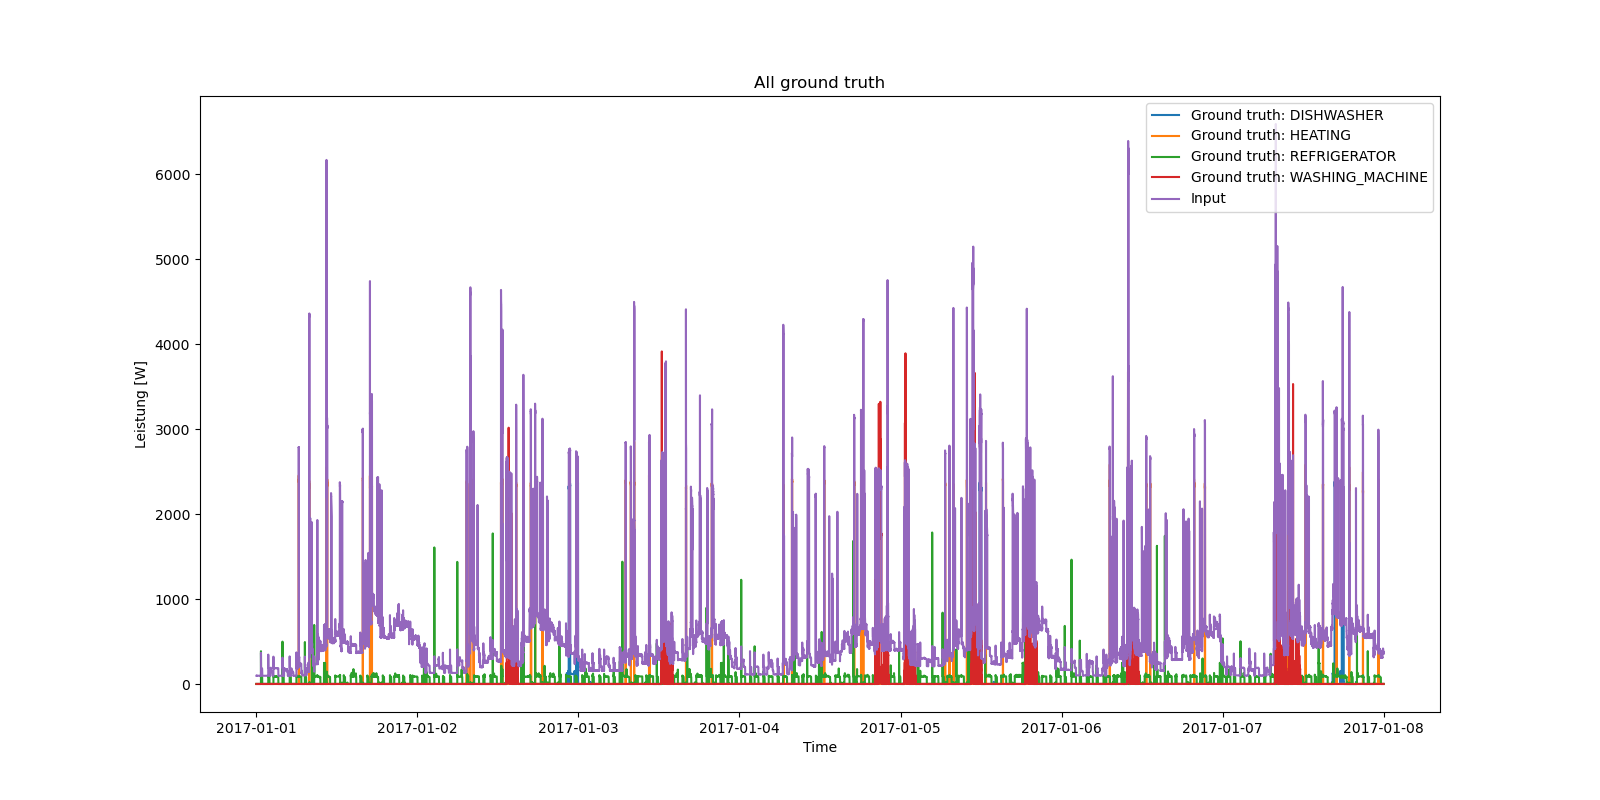 All ground truth
Ground truth: DISHWASHER
Ground truth: HEATING
Ground truth: REFRIGERATOR
Ground truth: WASHING_MACHINE
Input
Leistung [W]
6000
5000
4000
3000
2000
1000
0
2017-01-01 2017-01-02 2017-01-03 2017-01-04 2017-01-05 2017-01-06 2017-01-07 2017-01-08
Time